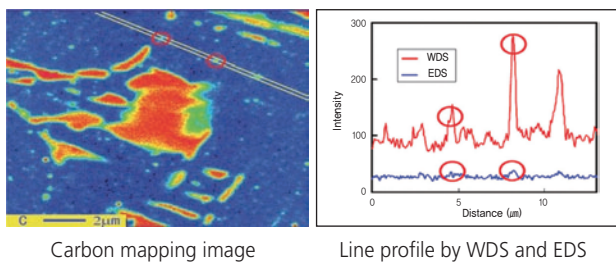 C 2μm
Carbon mapping image
300
200
100
0
Intensity
WDS
EDS
0
5
10
Distance (μm)
Line profile by WDS and EDS